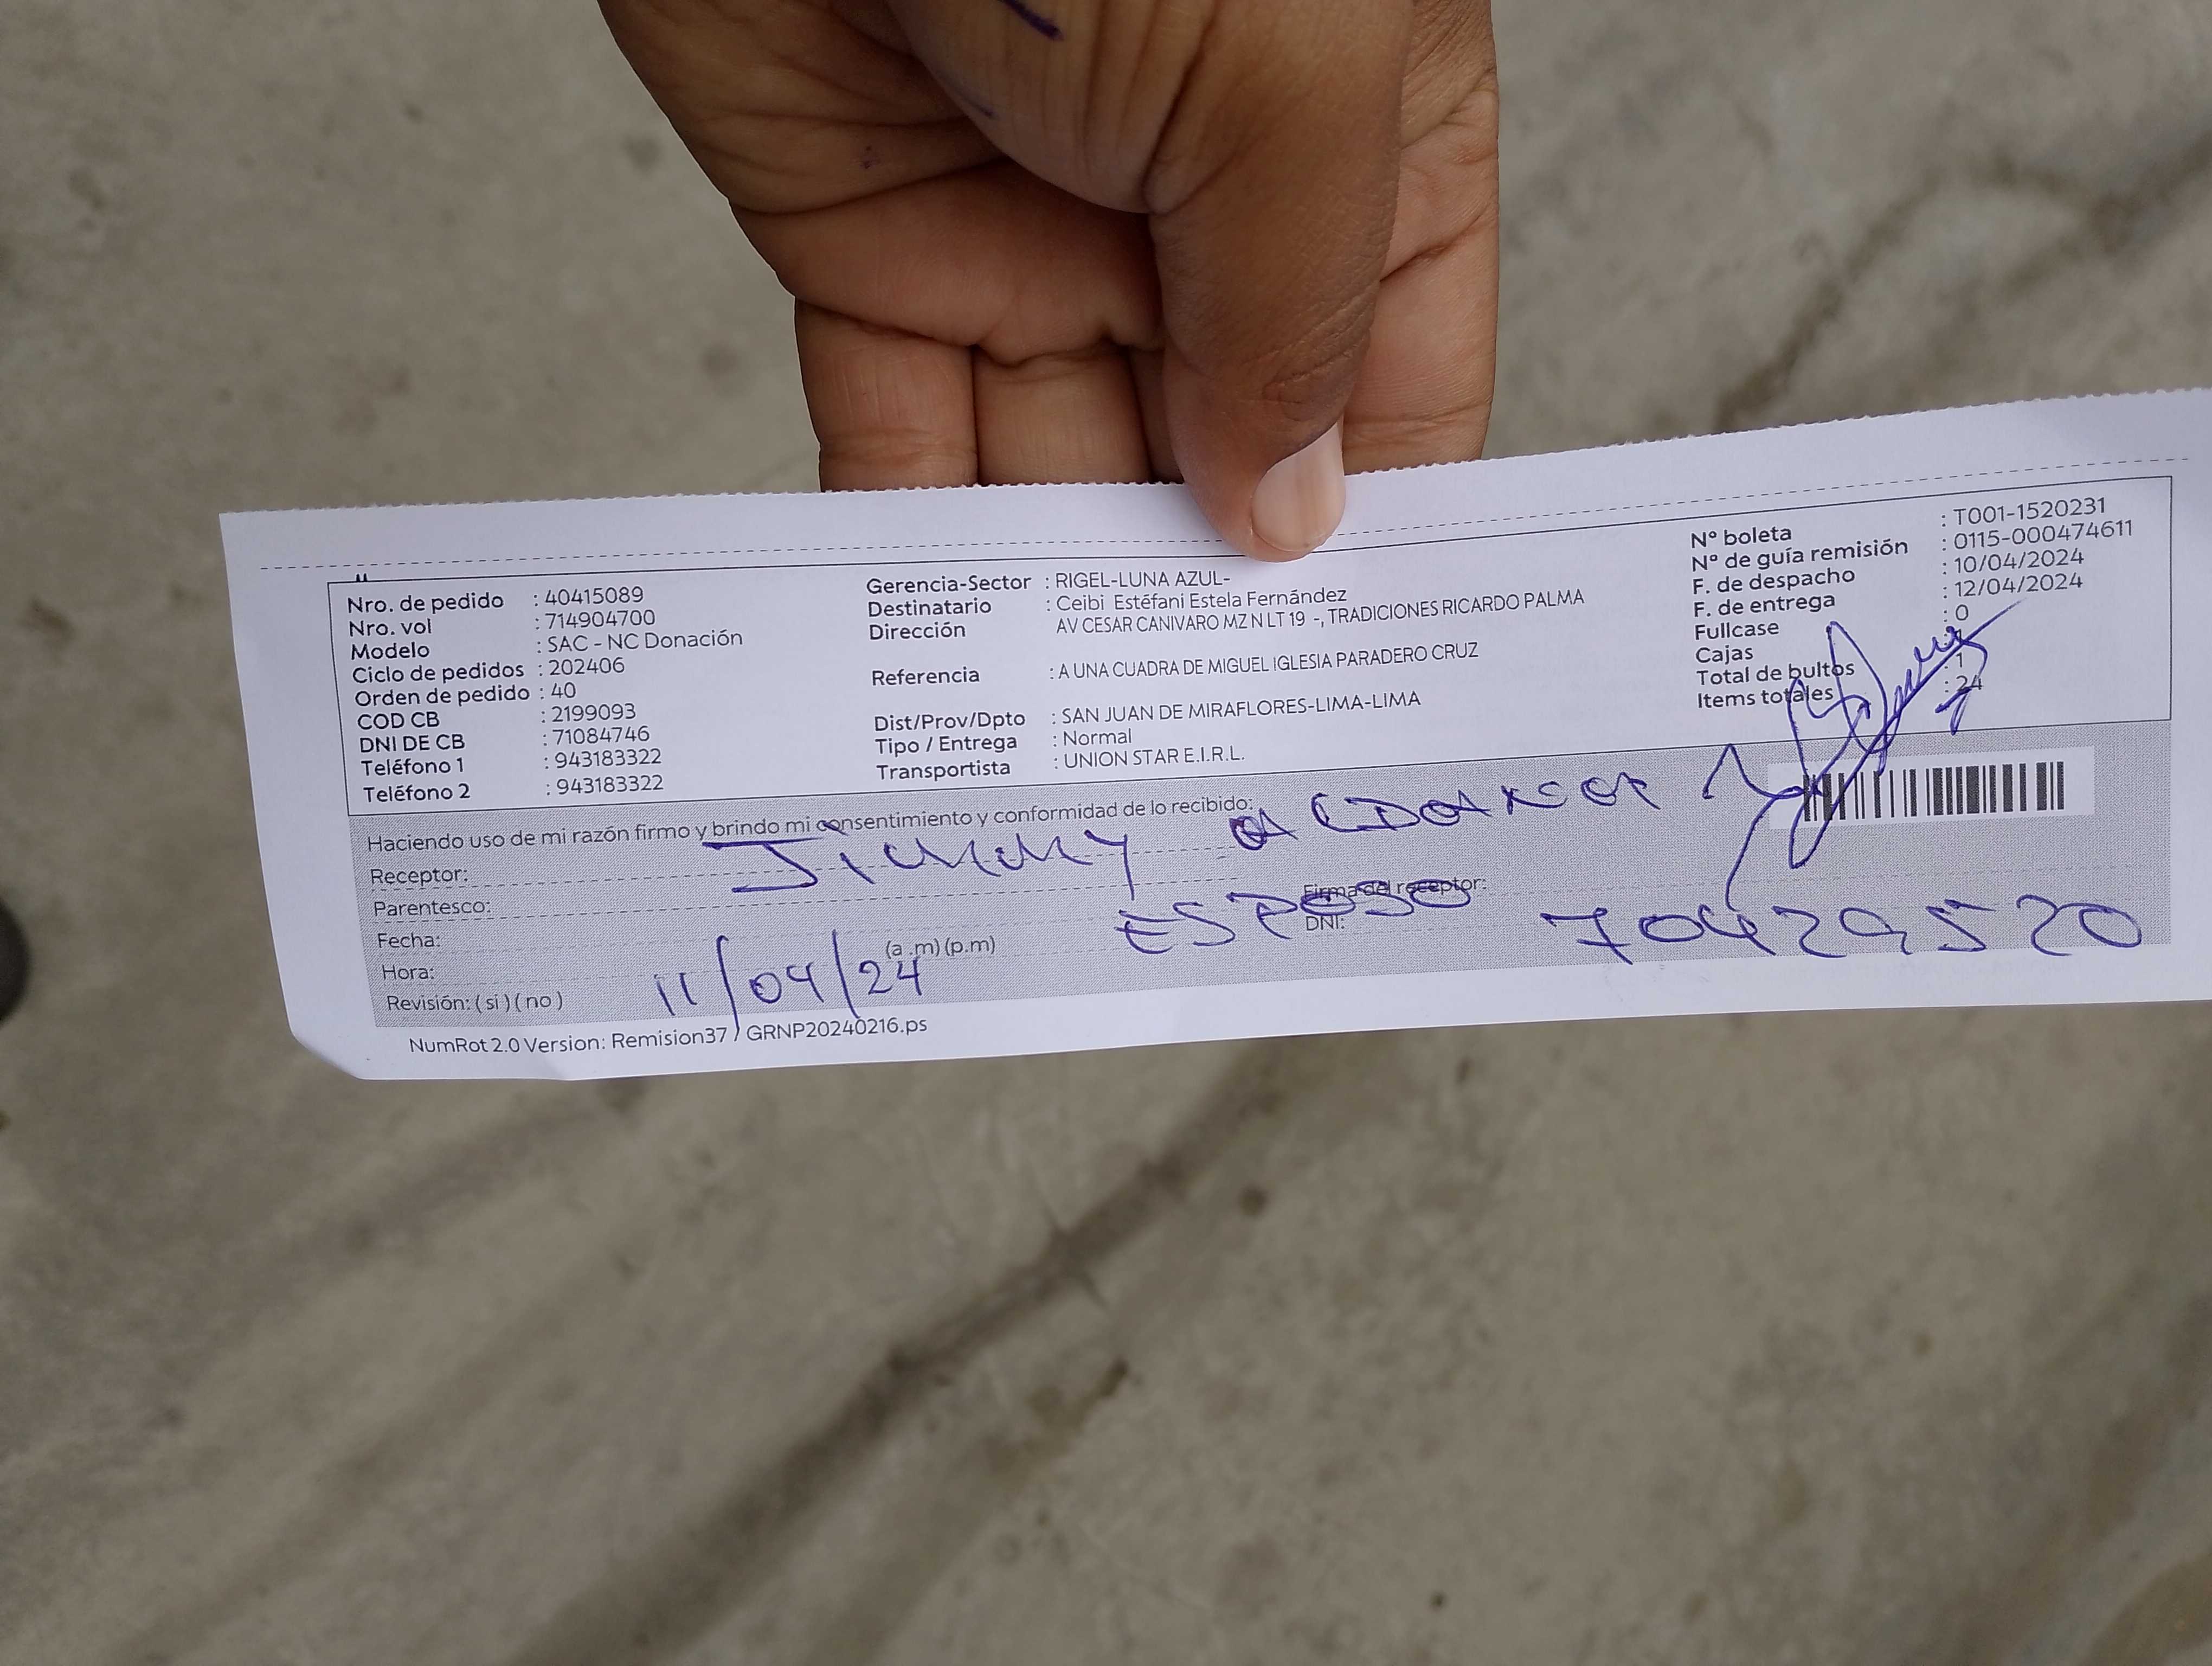 Nro. de pedido : 40415089
Nro. vol : 714904700
Modelo : SAC - NC Donación
Ciclo de pedidos : 202406
Orden de pedido : 40
COD CB : 2199093
DNI DE CB : 71084746
Teléfono 1 : 943183322
Teléfono 2 : 943183322
Gerencia-Sector : RIGEL-LUNA AZUL-
Destinatario : Ceibi Estéfani Estela Fernández
Dirección AV CESAR CANIVARO MZ N LT 19 -, TRADICIONES RICARDO PALMA
Referencia : A UNA CUADRA DE MIGUEL IGLESIA PARADERO CRUZ
Dist/Prov/Dpto : SAN JUAN DE MIRAFLORES-LIMA-LIMA
Tipo / Entrega : Normal
Transportista : UNION STAR E.I.R.L.
Nº boleta : T001-1520231
Nº de guía remisión : 0115-000474611
F. de despacho : 10/04/2024
F. de entrega : 12/04/2024
Fullcase : 0
Cajas
Total de bultos : 1
Items totales : 24
Haciendo uso de mi razón firmo y brindo mi consentimiento y conformidad de lo recibido:
Receptor: JIMMY
Parentesco: ESPOSO
Firma del receptor:
Fecha: 11/04/24
DNI: 70429520
Hora: (a .m) (p.m)
Revisión: ( si ) ( no )
NumRot 2.0 Version: Remision37 / GRNP20240216.ps